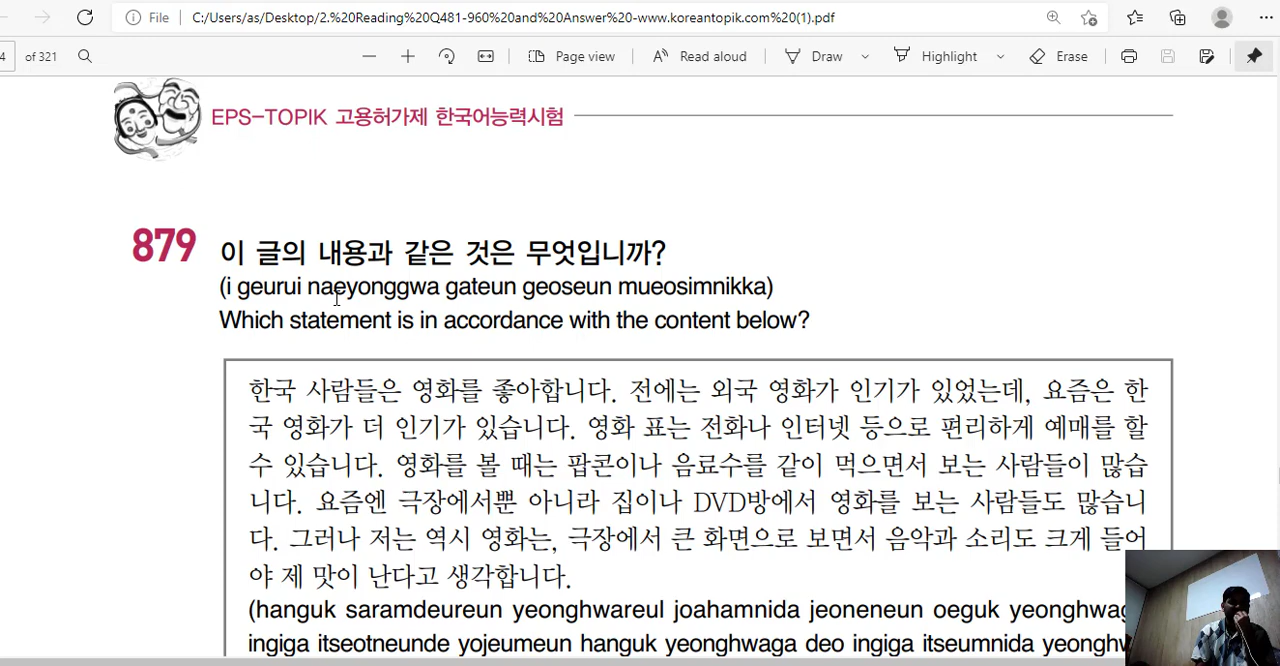 File C:/Users/as/Desktop/2.%20Reading%20Q481-960%20and%20Answer%20-www.koreantopik.com%20(1).pdf
4 of 321 Page view Read aloud Draw Highlight Erase
EPS-TOPIK 고용허가제 한국어능력시험
879 이 글의 내용과 같은 것은 무엇입니까?
(i geurui naeyonggwa gateun geoseun mueosimnikka)
Which statement is in accordance with the content below?
한국 사람들은 영화를 좋아합니다. 전에는 외국 영화가 인기가 있었는데, 요즘은 한
국 영화가 더 인기가 있습니다. 영화 표는 전화나 인터넷 등으로 편리하게 예매를 할
수 있습니다. 영화를 볼 때는 팝콘이나 음료수를 같이 먹으면서 보는 사람들이 많습
니다. 요즘엔 극장에서뿐 아니라 집이나 DVD방에서 영화를 보는 사람들도 많습니
다. 그러나 저는 역시 영화는, 극장에서 큰 화면으로 보면서 음악과 소리도 크게 들어
야 제 맛이 난다고 생각합니다.
(hanguk saramdeureun yeonghwareul joahamnida jeoneneun oeguk
ingiga itseotneunde yojeumeun hanguk yeonghwaga deo ingiga itseumnida